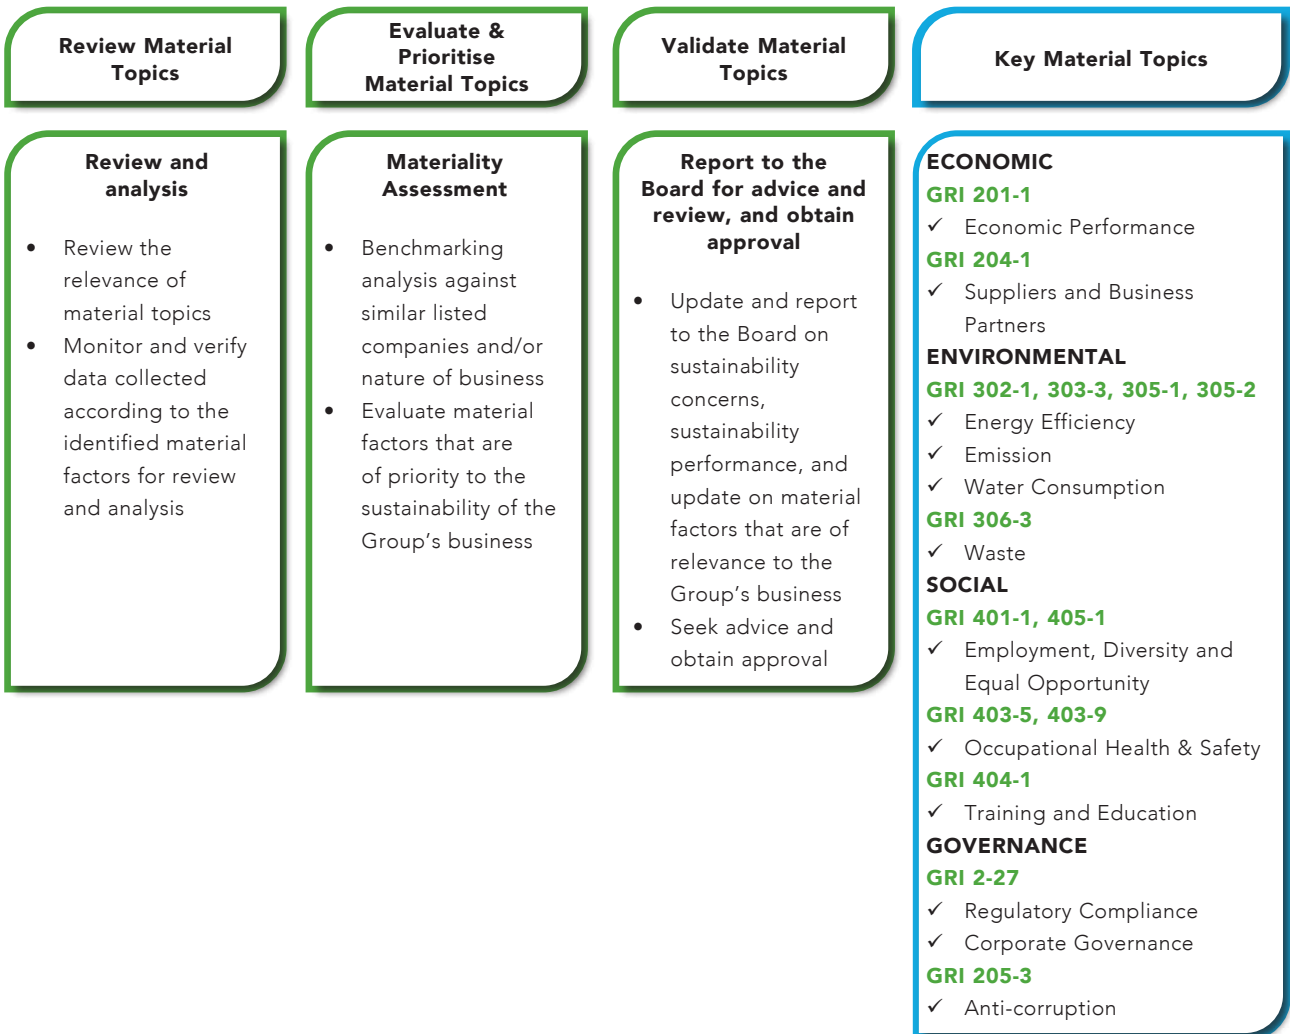 Review Material
Topics
Review and
analysis
• Review the
relevance of
material topics
• Monitor and verify
data collected
according to the
identified material
factors for review
and analysis
Evaluate &
Prioritise
Material Topics
Materiality
Assessment
• Benchmarking
analysis against
similar listed
companies and/or
nature of business
• Evaluate material
factors that are
of priority to the
sustainability of the
Group's business
Validate Material
Topics
Report to the
Board for advice and
review, and obtain
approval
• Update and report
to the Board on
sustainability
concerns,
sustainability
performance, and
update on material
factors that are of
relevance to the
Group's business
• Seek advice and
obtain approval
Key Material Topics
ECONOMIC
GRI 201-1
✓ Economic Performance
GRI 204-1
✓ Suppliers and Business
Partners
ENVIRONMENTAL
GRI 302-1, 303-3, 305-1, 305-2
✓ Energy Efficiency
✓ Emission
✓ Water Consumption
GRI 306-3
✓ Waste
SOCIAL
GRI 401-1, 405-1
✓ Employment, Diversity and
Equal Opportunity
GRI 403-5, 403-9
✓ Occupational Health & Safety
GRI 404-1
✓ Training and Education
GOVERNANCE
GRI 2-27
✓ Regulatory Compliance
✓ Corporate Governance
GRI 205-3
✓ Anti-corruption